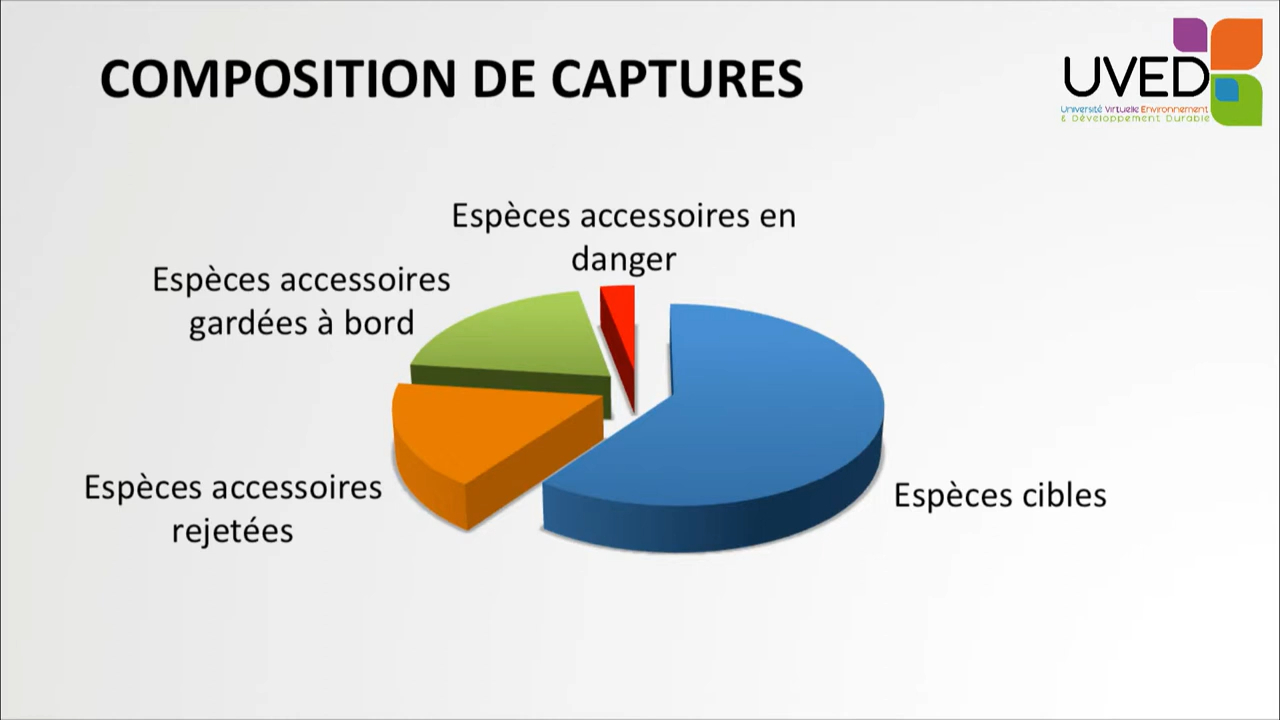 COMPOSITION DE CAPTURES
UVED
Université Virtuelle Environnement
& Développement Durable
Espèces accessoires en
danger
Espèces accessoires
gardées à bord
Espèces accessoires
rejetées
Espèces cibles